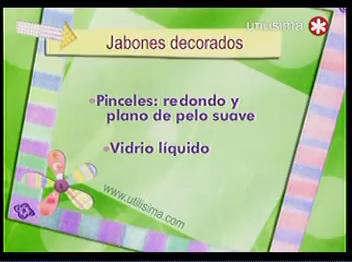 utilisima
Jabones decorados
•Pinceles: redondo y
plano de pelo suave
•Vidrio líquido
www.utilisima.com